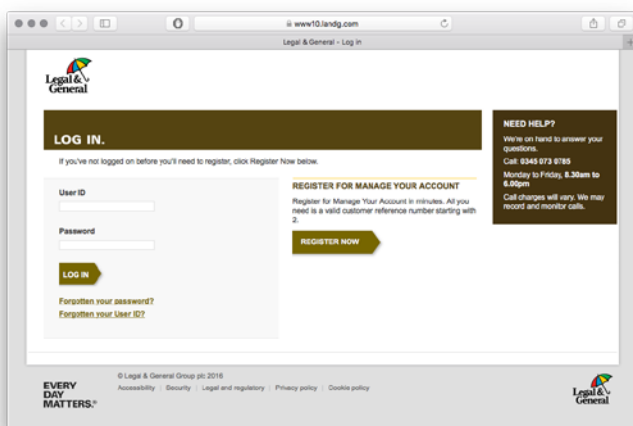 www10.landg.com
Legal & General - Log in
Legal &
General
LOG IN.
If you've not logged on before you'll need to register, click Register Now below.
User ID
Password
LOG IN
Forgotten your password?
Forgotten your User ID?
REGISTER FOR MANAGE YOUR ACCOUNT
Register for Manage Your Account in minutes. All you
need is a valid customer reference number starting with
2.
REGISTER NOW
NEED HELP?
We're on hand to answer your
questions.
Call: 0345 073 0785
Monday to Friday, 8.30am to
6.00pm
Call charges will vary. We may
record and monitor calls.
EVERY
DAY
MATTERS.®
© Legal & General Group plc 2016
Accessibility | Security | Legal and regulatory | Privacy policy | Cookie policy
Legal &
General